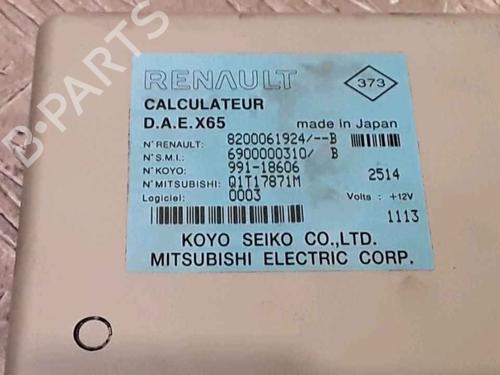 B-PARTS
RENAULT
373
CALCULATEUR
D.A.E.X65
made in Japan
N°RENAULT: 8200061924/--B
N°S.M.I.: 6900000310/ B
N°KOYO: 991-18606
2514
N°MITSUBISHI: Q1T17871M
Logiciel: 0003
Volts : +12V
1113
KOYO SEIKO CO.,LTD.
MITSUBISHI ELECTRIC CORP.